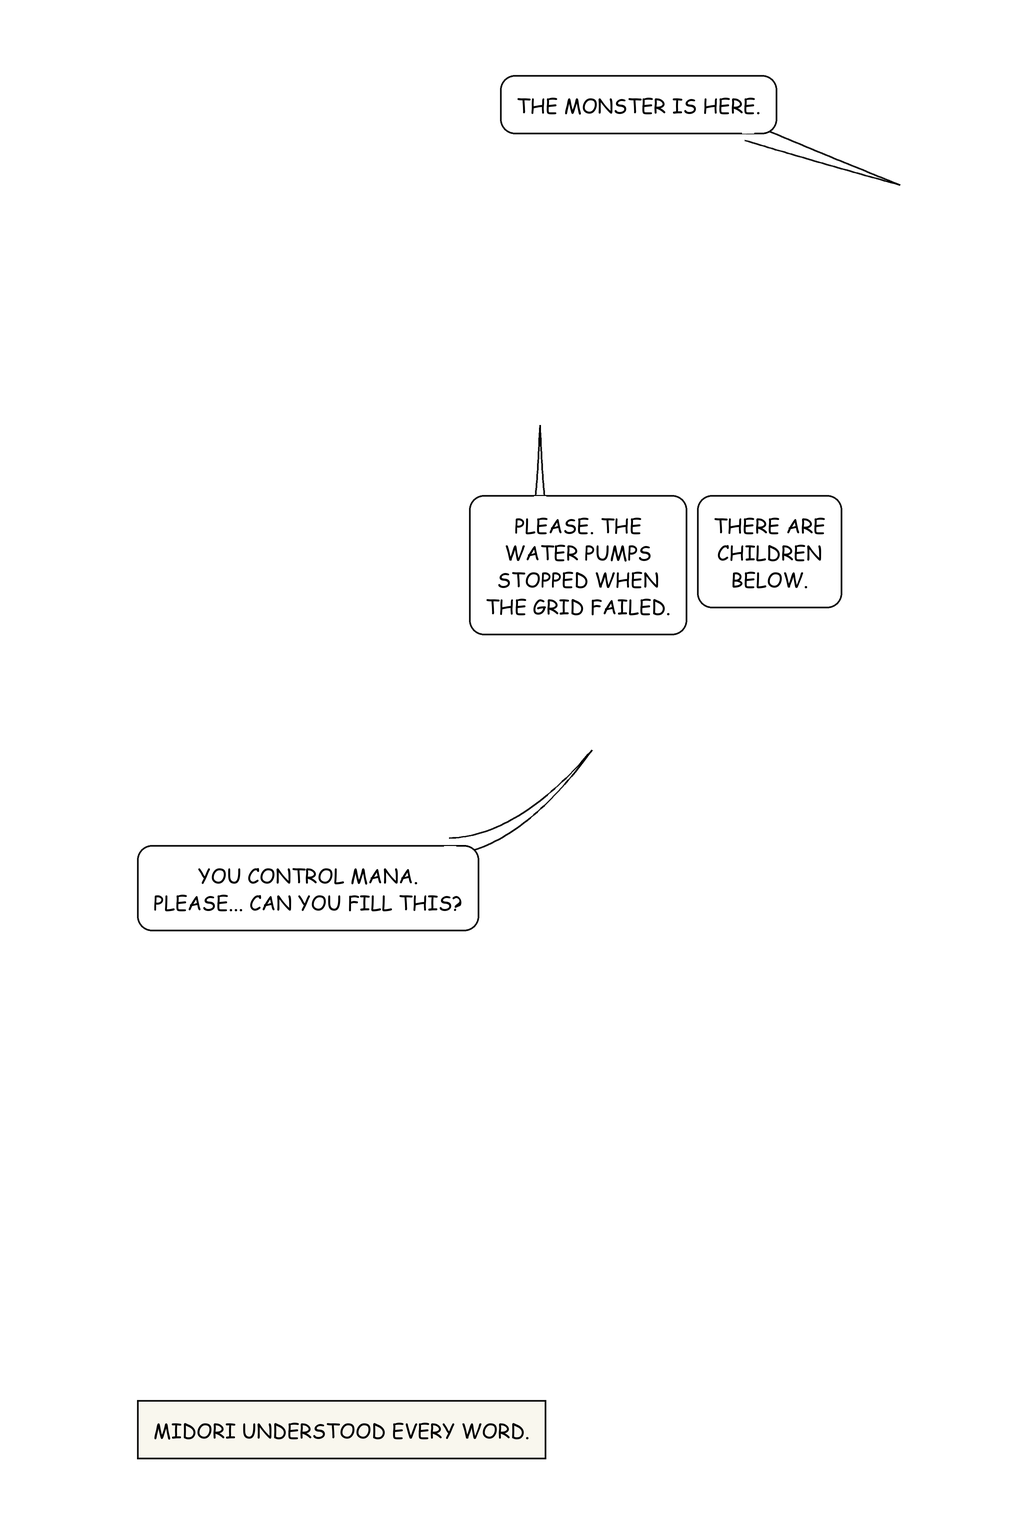 THE MONSTER IS HERE.
PLEASE. THE
WATER PUMPS
STOPPED WHEN
THE GRID FAILED.
THERE ARE
CHILDREN
BELOW.
YOU CONTROL MANA.
PLEASE... CAN YOU FILL THIS?
MIDORI UNDERSTOOD EVERY WORD.